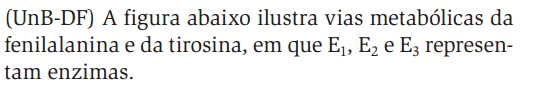 (UnB-DF) A figura abaixo ilustra vias metabólicas da
fenilalanina e da tirosina, em que E₁, E₂ e E₃ represen-
tam enzimas.